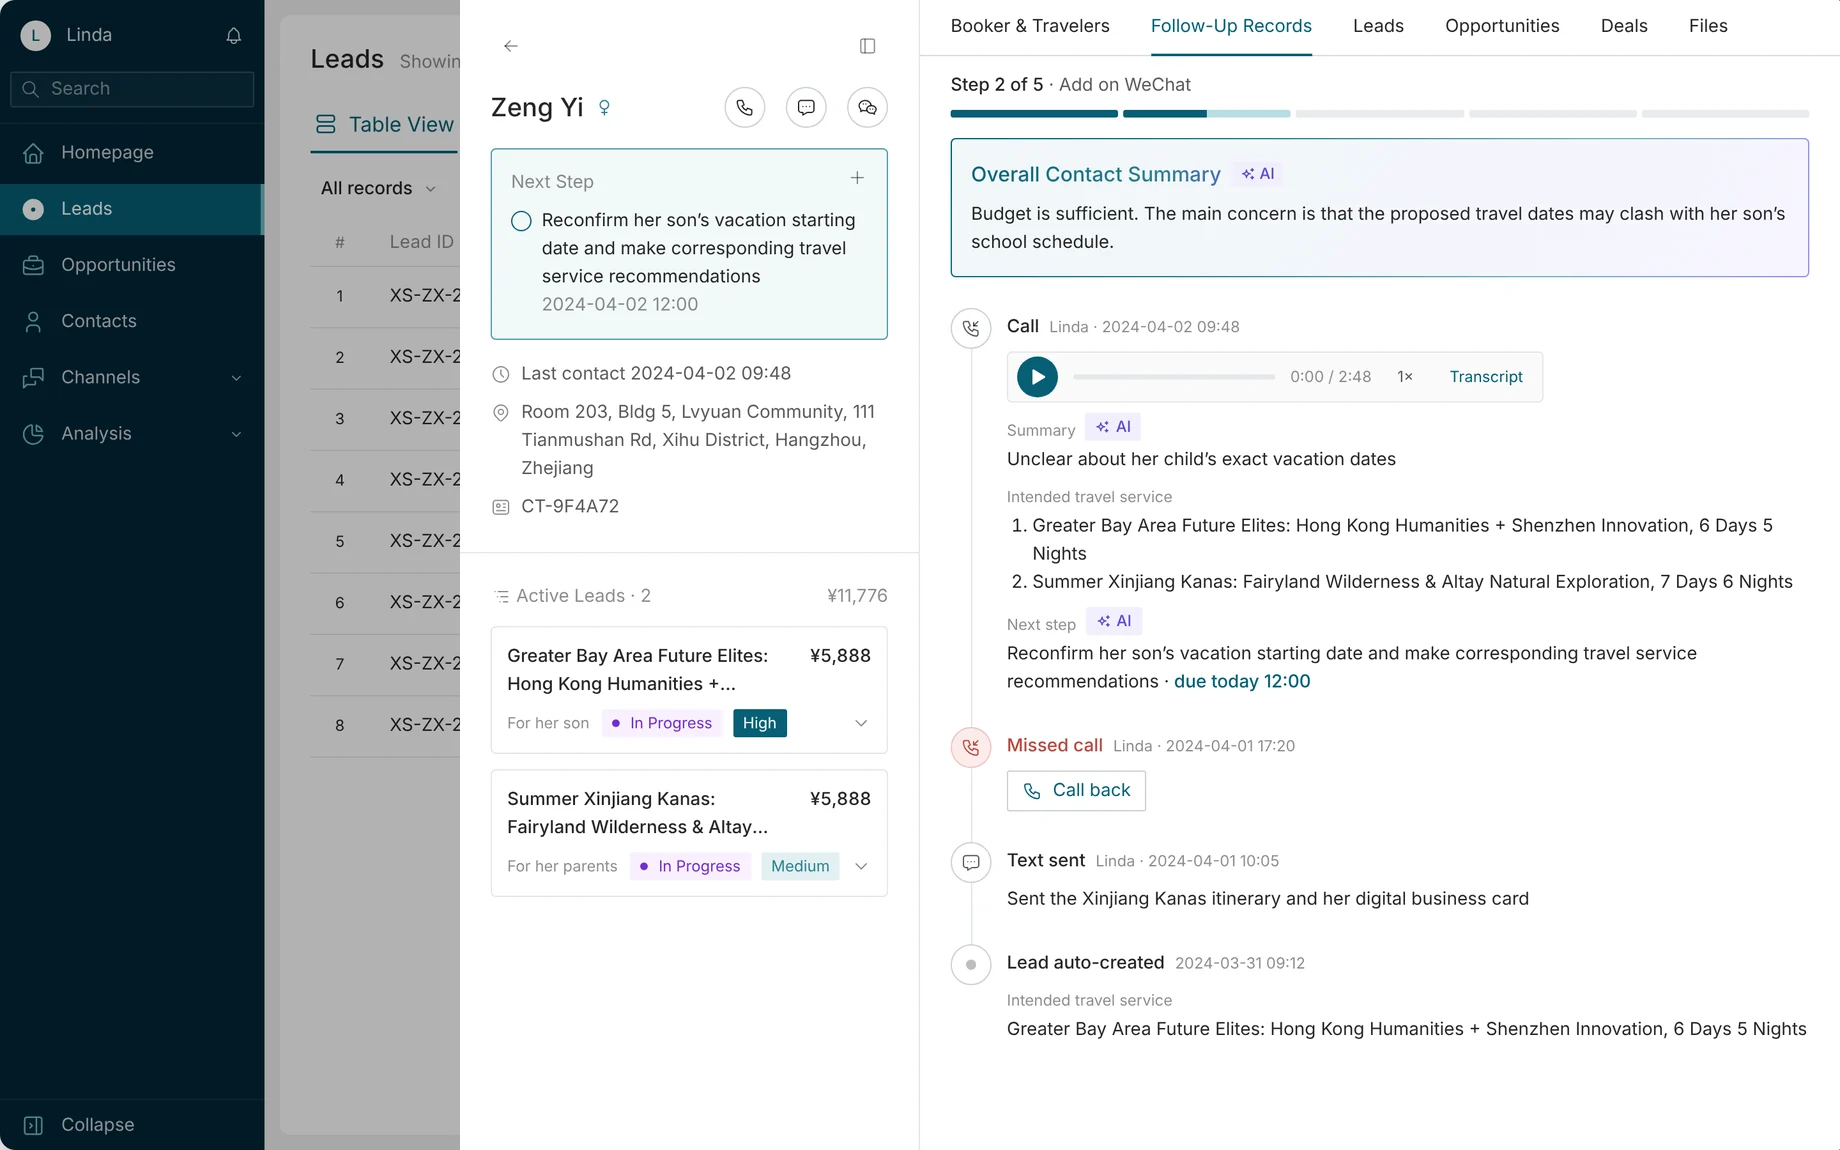 L Linda
Search
Homepage
Leads
Opportunities
Contacts
Channels
Analysis
Collapse
Leads Showin
Table View
All records
# Lead ID
1 XS-ZX-2
2 XS-ZX-2
3 XS-ZX-2
4 XS-ZX-2
5 XS-ZX-2
6 XS-ZX-2
7 XS-ZX-2
8 XS-ZX-2
Zeng Yi ♀
Next Step
Reconfirm her son’s vacation starting
date and make corresponding travel
service recommendations
2024-04-02 12:00
Last contact 2024-04-02 09:48
Room 203, Bldg 5, Lvyuan Community, 111
Tianmushan Rd, Xihu District, Hangzhou,
Zhejiang
CT-9F4A72
Active Leads · 2 ¥11,776
Greater Bay Area Future Elites: ¥5,888
Hong Kong Humanities +...
For her son In Progress High
Summer Xinjiang Kanas: ¥5,888
Fairyland Wilderness & Altay...
For her parents In Progress Medium
Booker & Travelers Follow-Up Records Leads Opportunities Deals Files
Step 2 of 5 · Add on WeChat
Overall Contact Summary AI
Budget is sufficient. The main concern is that the proposed travel dates may clash with her son’s
school schedule.
Call Linda · 2024-04-02 09:48
0:00 / 2:48 1× Transcript
Summary AI
Unclear about her child’s exact vacation dates
Intended travel service
1. Greater Bay Area Future Elites: Hong Kong Humanities + Shenzhen Innovation, 6 Days 5
Nights
2. Summer Xinjiang Kanas: Fairyland Wilderness & Altay Natural Exploration, 7 Days 6 Nights
Next step AI
Reconfirm her son’s vacation starting date and make corresponding travel service
recommendations · due today 12:00
Missed call Linda · 2024-04-01 17:20
Call back
Text sent Linda · 2024-04-01 10:05
Sent the Xinjiang Kanas itinerary and her digital business card
Lead auto-created 2024-03-31 09:12
Intended travel service
Greater Bay Area Future Elites: Hong Kong Humanities + Shenzhen Innovation, 6 Days 5 Nights